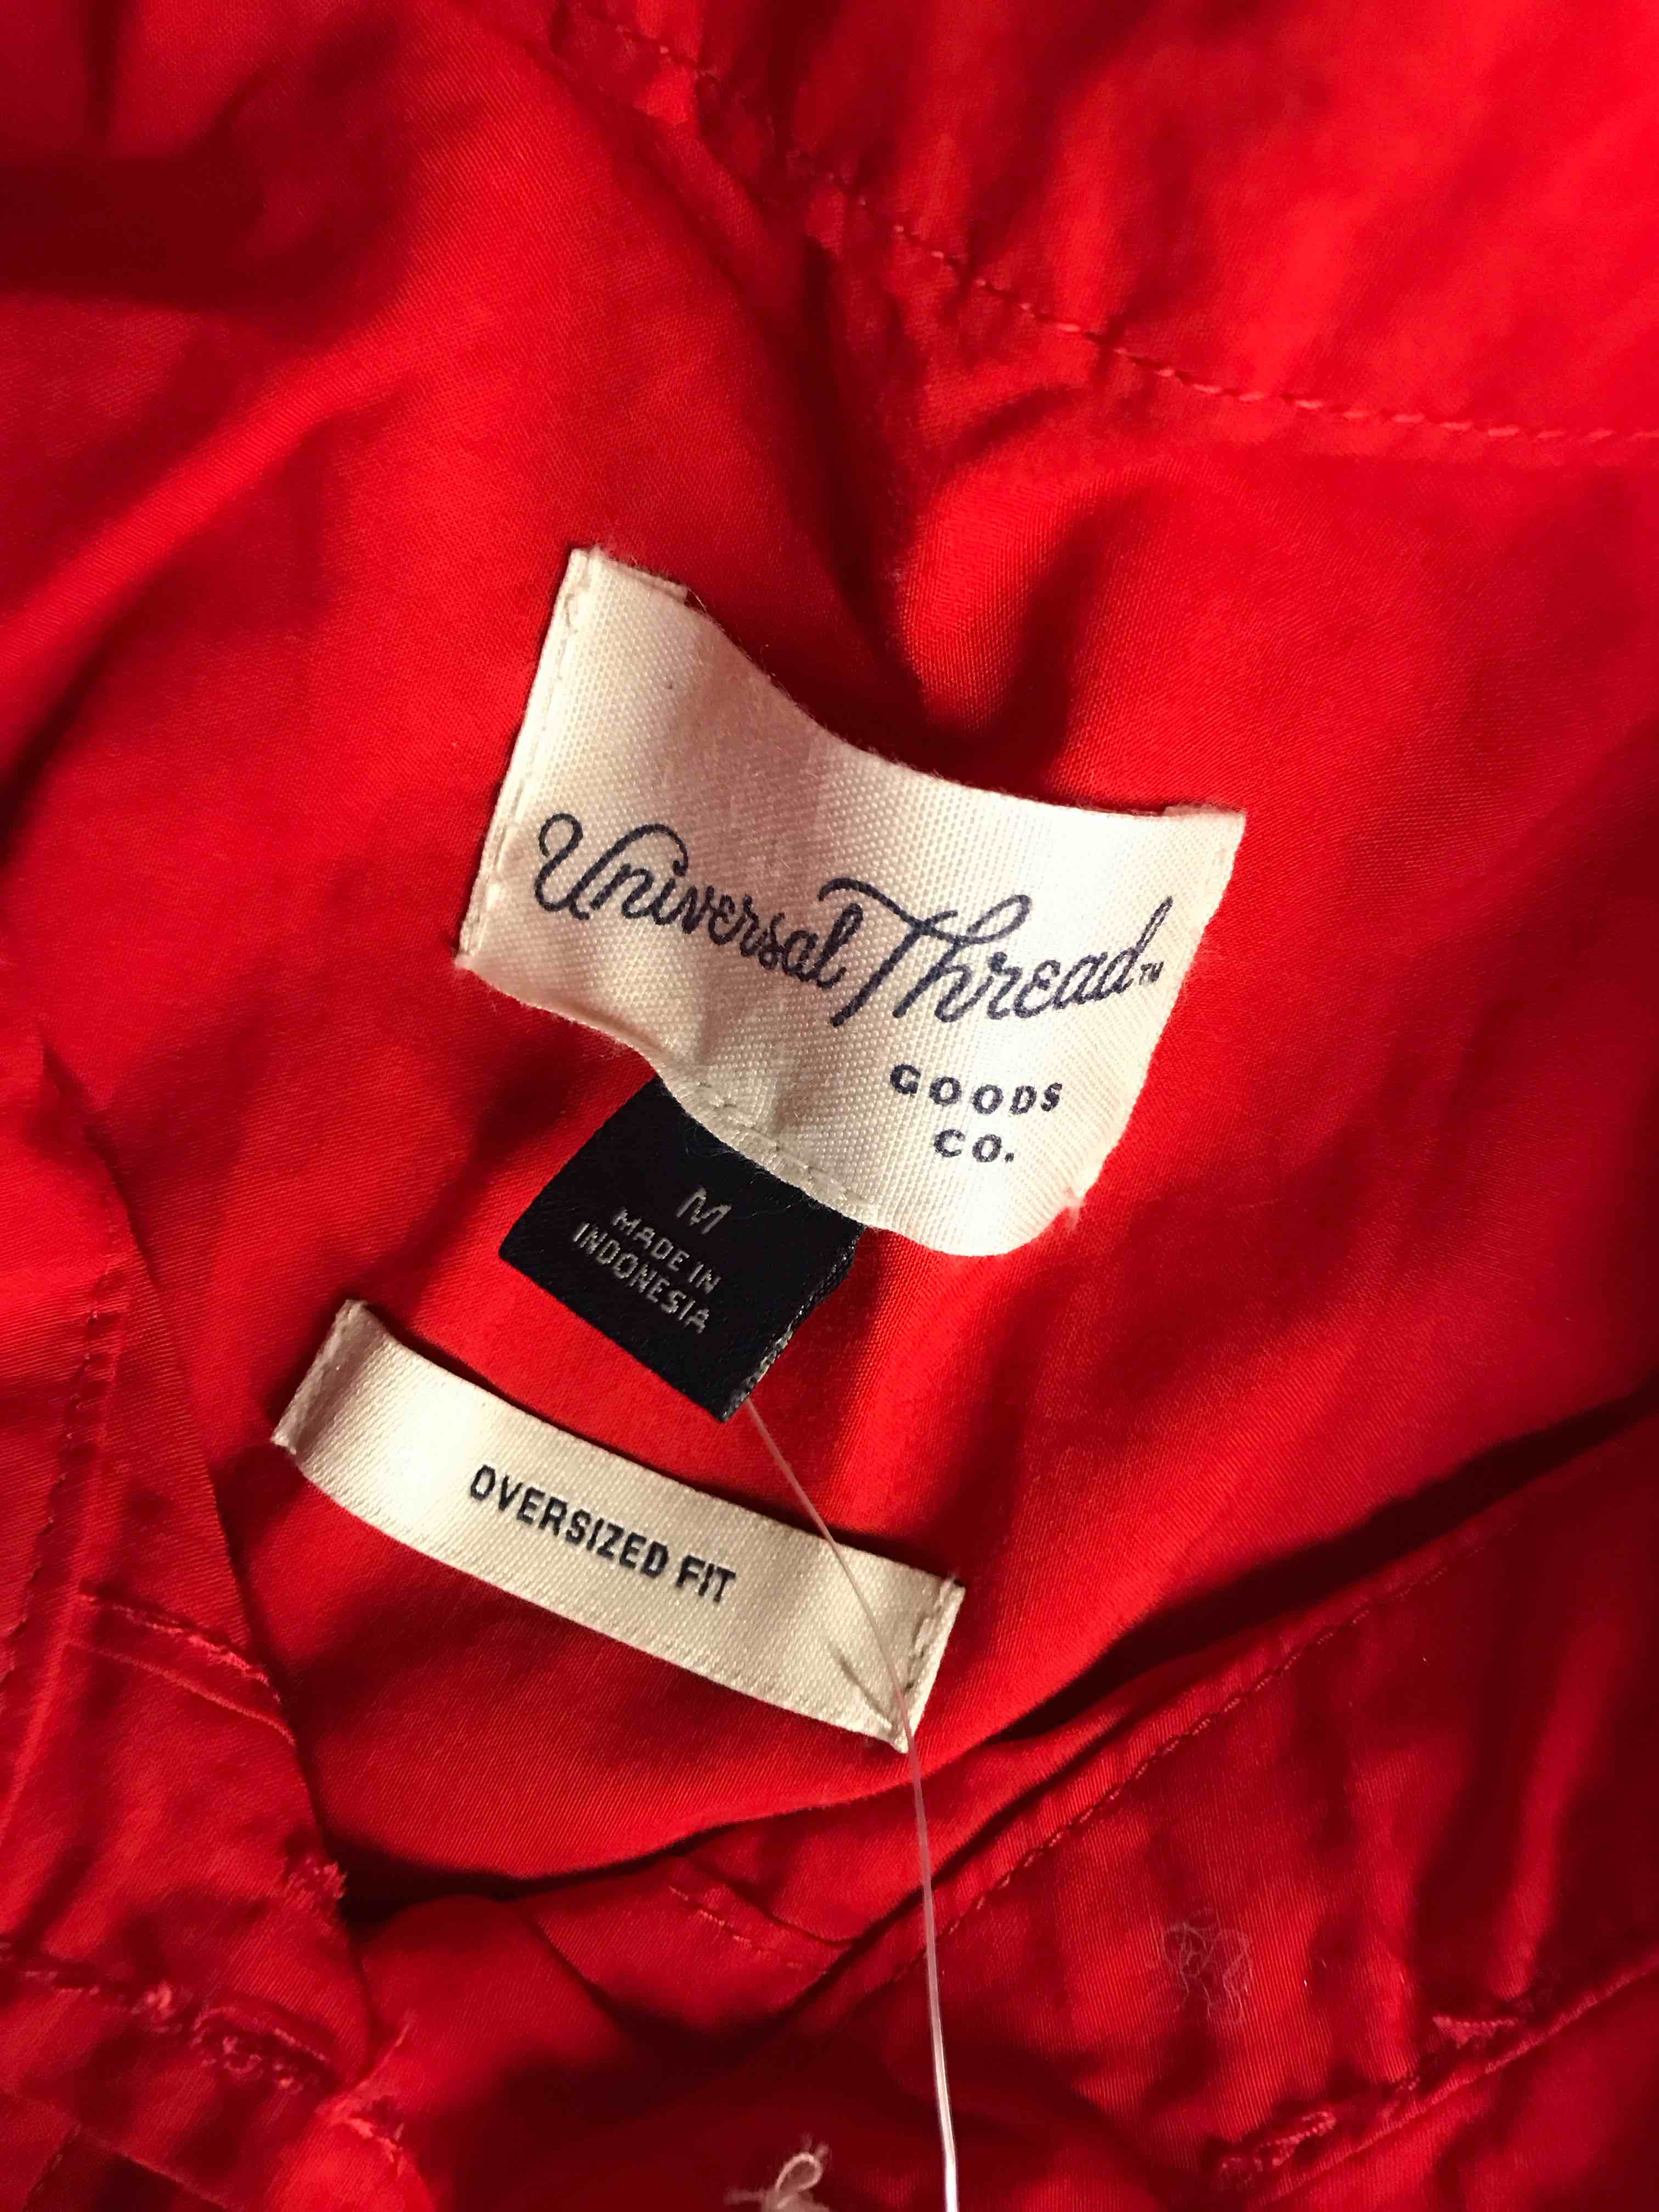 Universal Thread™
GOODS
CO.
M
MADE IN
INDONESIA
OVERSIZED FIT